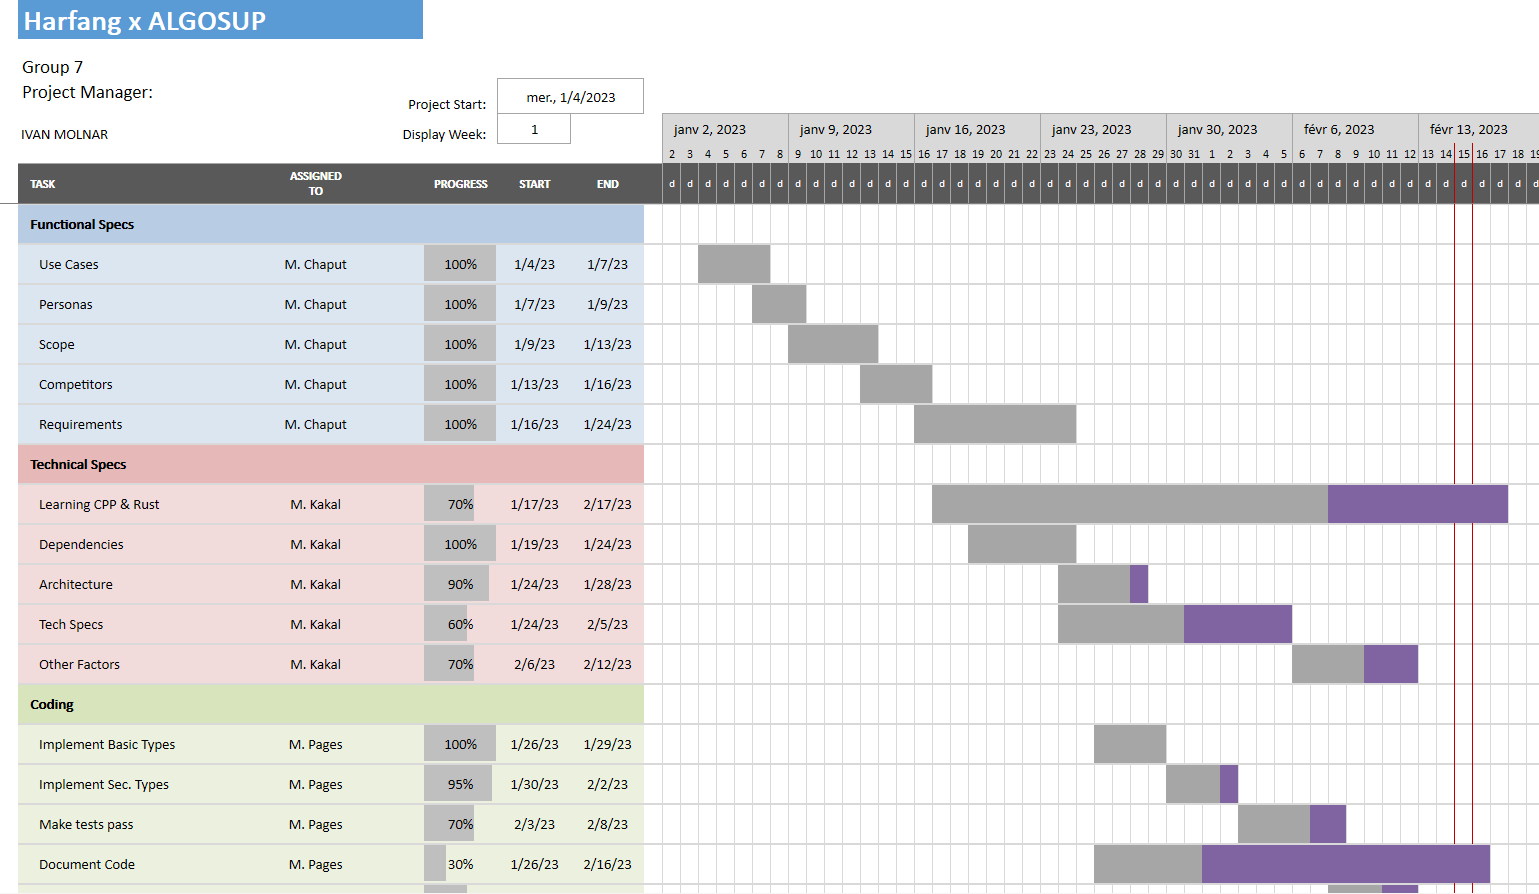 Harfang x ALGOSUP
Group 7
Project Manager:
Project Start: mer., 1/4/2023
IVAN MOLNAR
Display Week: 1
janv 2, 2023 janv 9, 2023 janv 16, 2023 janv 23, 2023 janv 30, 2023 févr 6, 2023 févr 13, 2023
2 3 4 5 6 7 8 9 10 11 12 13 14 15 16 17 18 19 20 21 22 23 24 25 26 27 28 29 30 31 1 2 3 4 5 6 7 8 9 10 11 12 13 14 15 16 17 18 19
TASK ASSIGNED TO PROGRESS START END d d d d d d d d d d d d d d d d d d d d d d d d d d d d d d d d d d d d d d d d d d d d d d d d d
Functional Specs
Use Cases M. Chaput 100% 1/4/23 1/7/23
Personas M. Chaput 100% 1/7/23 1/9/23
Scope M. Chaput 100% 1/9/23 1/13/23
Competitors M. Chaput 100% 1/13/23 1/16/23
Requirements M. Chaput 100% 1/16/23 1/24/23
Technical Specs
Learning CPP & Rust M. Kakal 70% 1/17/23 2/17/23
Dependencies M. Kakal 100% 1/19/23 1/24/23
Architecture M. Kakal 90% 1/24/23 1/28/23
Tech Specs M. Kakal 60% 1/24/23 2/5/23
Other Factors M. Kakal 70% 2/6/23 2/12/23
Coding
Implement Basic Types M. Pages 100% 1/26/23 1/29/23
Implement Sec. Types M. Pages 95% 1/30/23 2/2/23
Make tests pass M. Pages 70% 2/3/23 2/8/23
Document Code M. Pages 30% 1/26/23 2/16/23